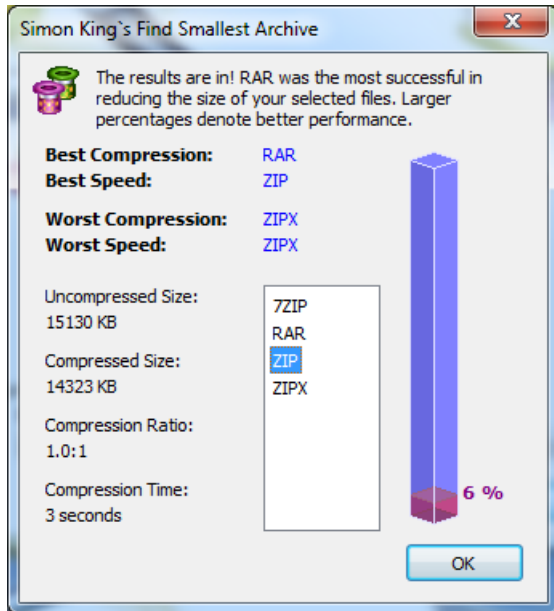 Simon King`s Find Smallest Archive
The results are in! RAR was the most successful in
reducing the size of your selected files. Larger
percentages denote better performance.
Best Compression: RAR
Best Speed: ZIP
Worst Compression: ZIPX
Worst Speed: ZIPX
Uncompressed Size:
15130 KB
Compressed Size:
14323 KB
Compression Ratio:
1.0:1
Compression Time:
3 seconds
7ZIP
RAR
ZIP
ZIPX
6 %
OK